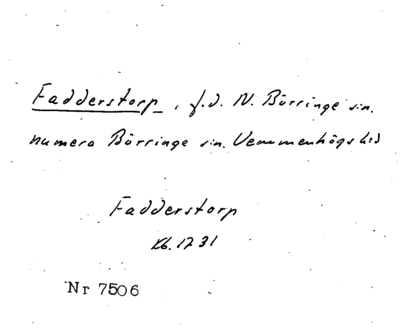 Fadderstorp, f.d. N. Börringe sn.
numera Börringe sn. Vemmenhögs hd
Fadderstorp
Kb. 1731
Nr 7506